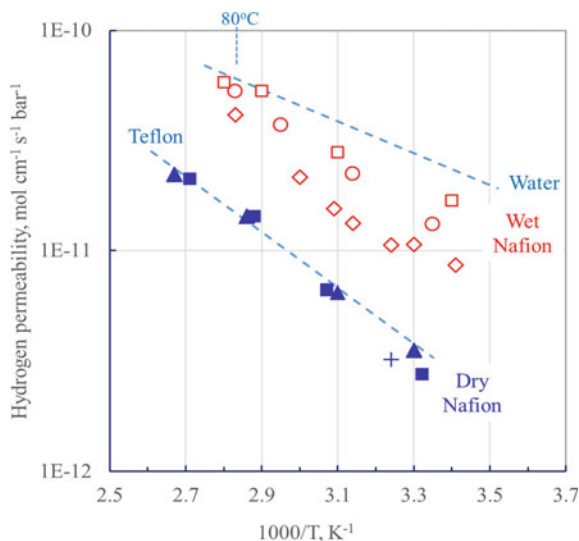 1E-10
80°C
Teflon
Water
Wet
Nafion
1E-11
Dry
Nafion
1E-12
2.5 2.7 2.9 3.1 3.3 3.5 3.7
1000/T, K⁻¹
Hydrogen permeability, mol cm⁻¹ s⁻¹ bar⁻¹